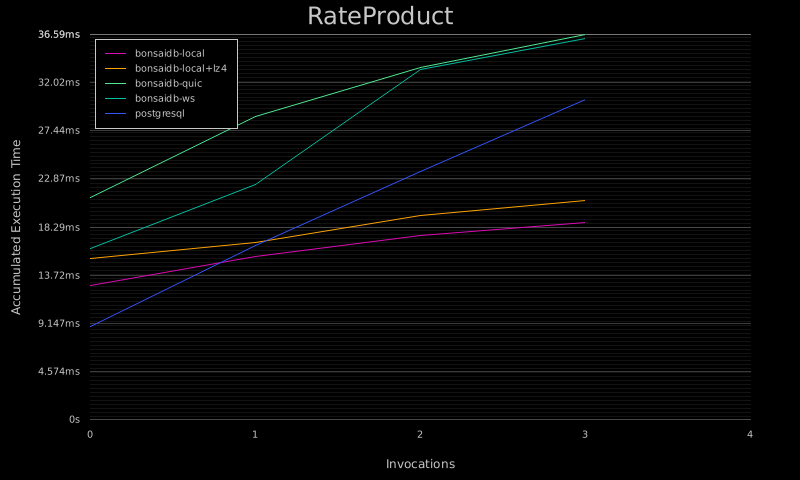 RateProduct
36.59ms
32.02ms
27.44ms
22.87ms
18.29ms
13.72ms
9.147ms
4.574ms
0s
Accumulated Execution Time
bonsaidb-local
bonsaidb-local+lz4
bonsaidb-quic
bonsaidb-ws
postgresql
0 1 2 3 4
Invocations